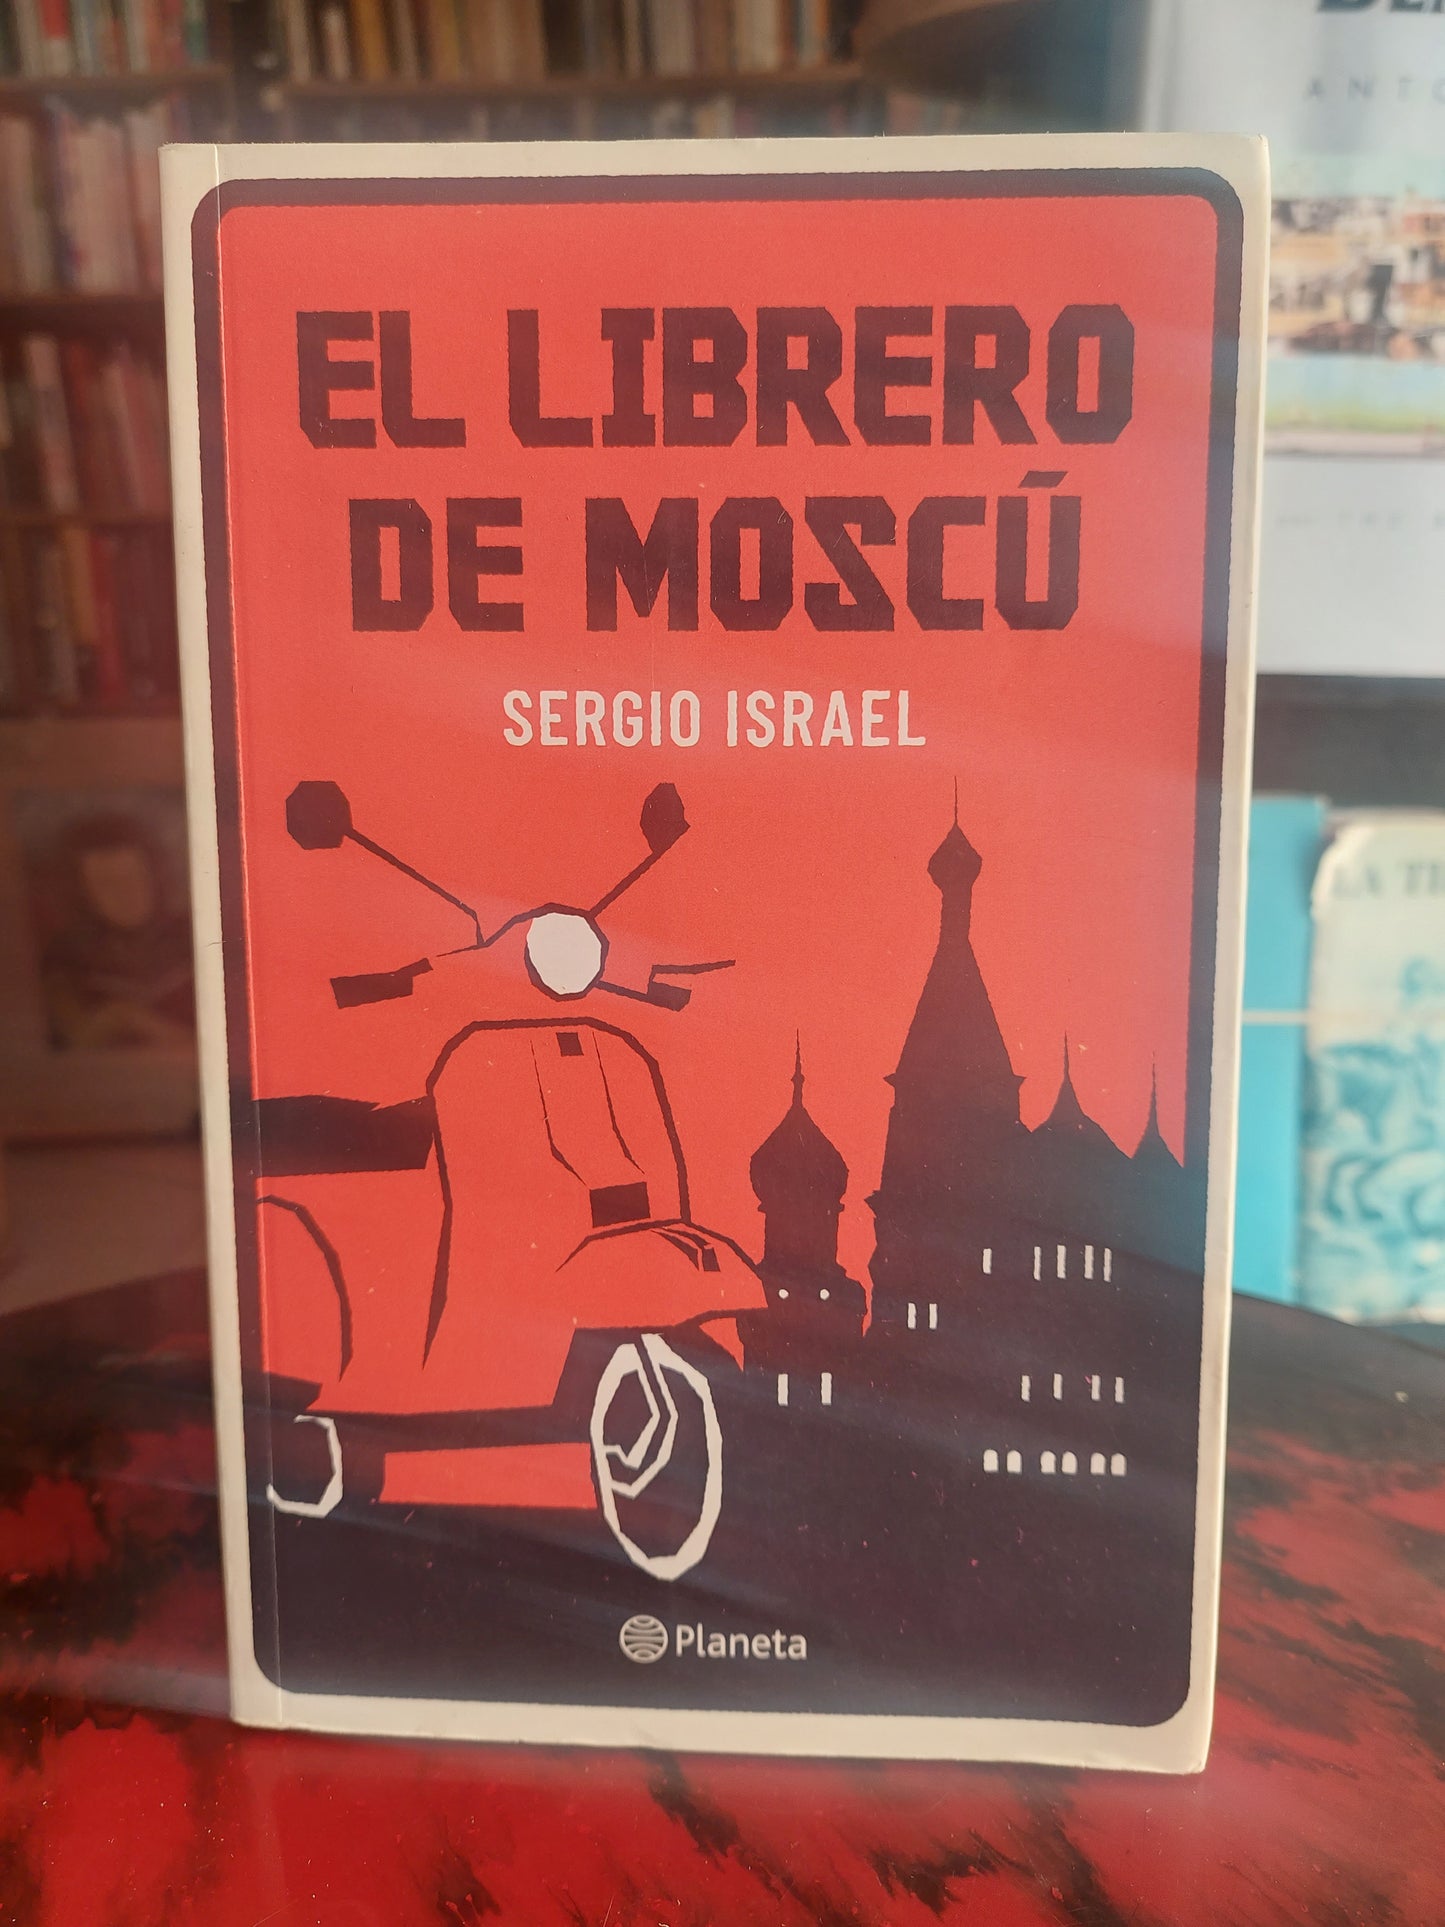 EL LIBRERO
DE MOSCÚ
SERGIO ISRAEL
Planeta